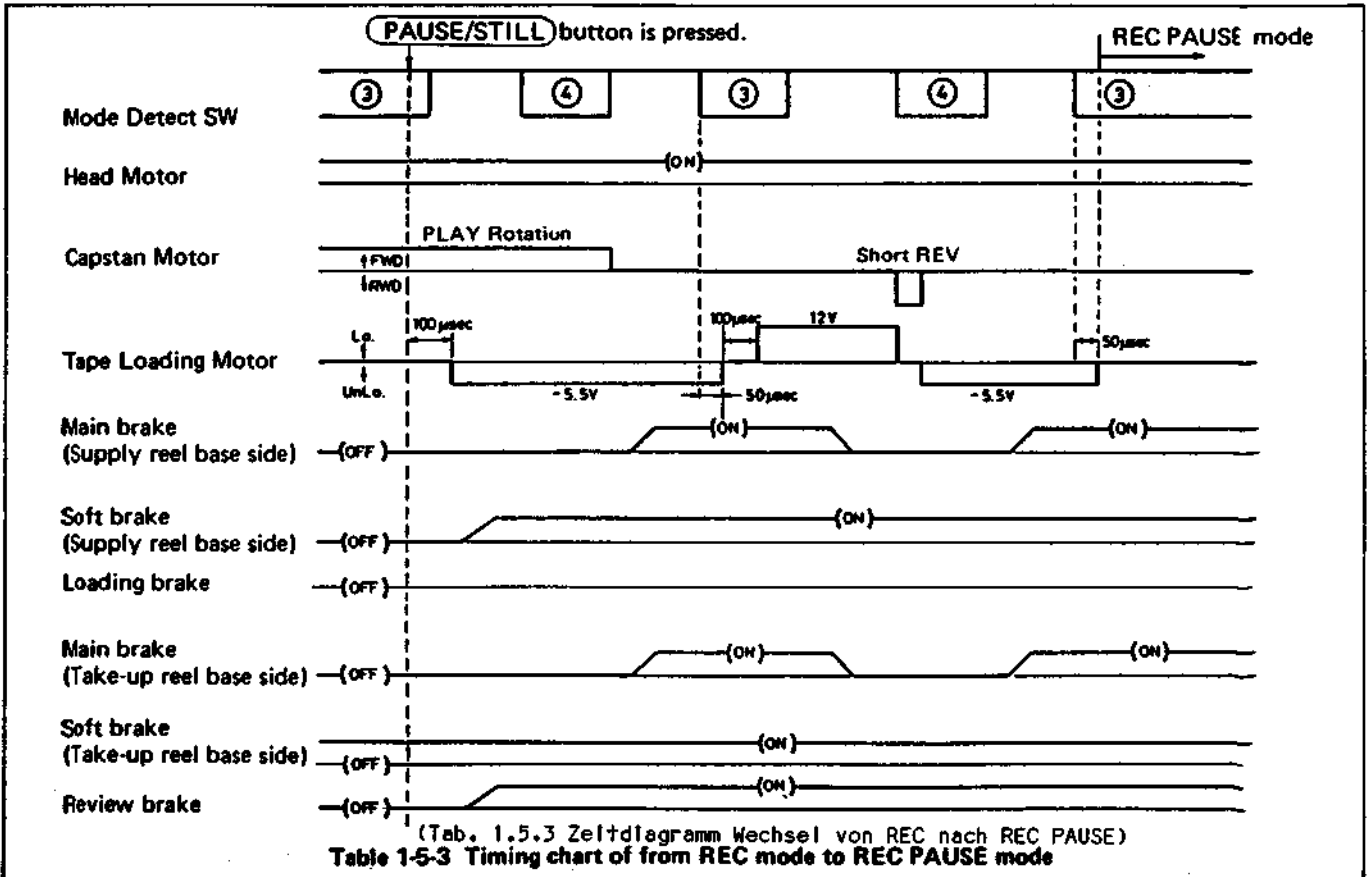 PAUSE/STILL button is pressed.
REC PAUSE mode
Mode Detect SW
③ ④ ③ ④ ③
Head Motor
(ON)
Capstan Motor
PLAY Rotation
FWD
RWD
Short REV
Tape Loading Motor
Lo.
UnLo.
100μsec
-5.5V
100μsec
50μsec
12V
-5.5V
50μsec
Main brake
(Supply reel base side) (OFF) (ON) (ON)
Soft brake
(Supply reel base side) (OFF) (ON)
Loading brake (OFF)
Main brake
(Take-up reel base side) (OFF) (ON) (ON)
Soft brake
(Take-up reel base side) (OFF) (ON)
Review brake (OFF) (ON)
(Tab. 1.5.3 Zeitdiagramm Wechsel von REC nach REC PAUSE)
Table 1-5-3 Timing chart of from REC mode to REC PAUSE mode